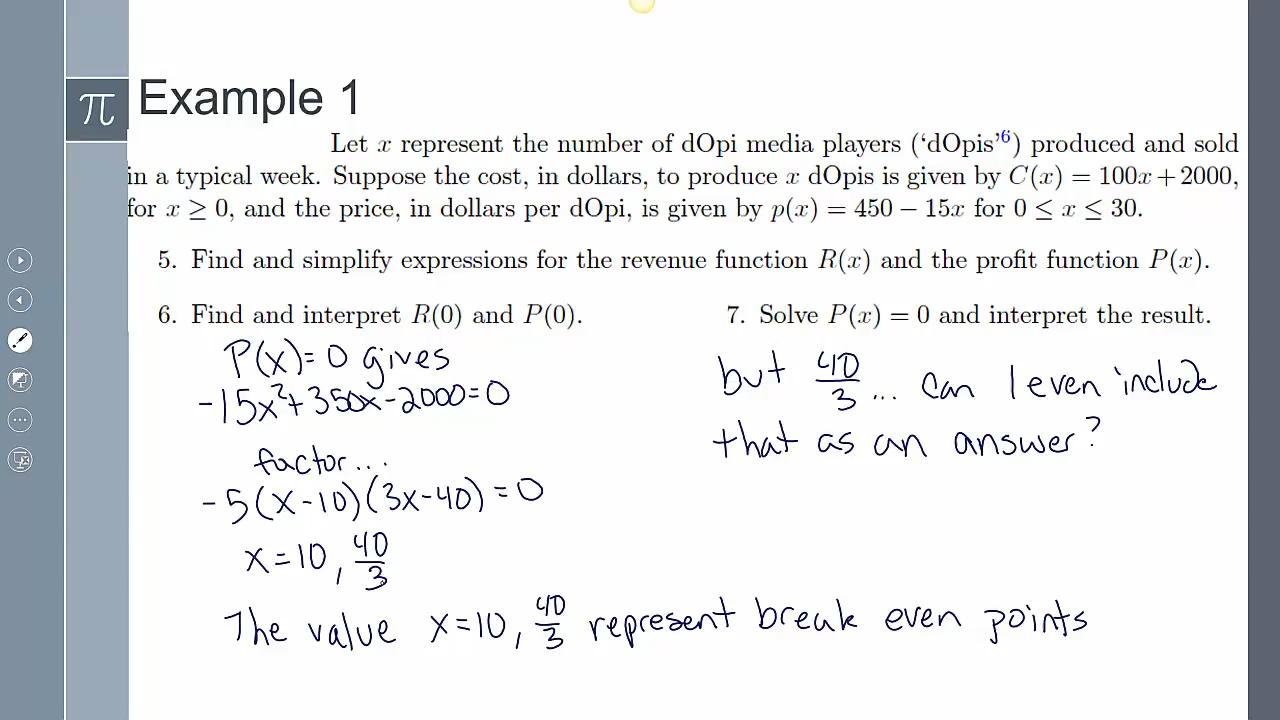 π Example 1
Let x represent the number of dOpi media players (‘dOpis’⁶) produced and sold
in a typical week. Suppose the cost, in dollars, to produce x dOpis is given by C(x) = 100x + 2000,
for x ≥ 0, and the price, in dollars per dOpi, is given by p(x) = 450 − 15x for 0 ≤ x ≤ 30.
5. Find and simplify expressions for the revenue function R(x) and the profit function P(x).
6. Find and interpret R(0) and P(0).
7. Solve P(x) = 0 and interpret the result.
P(x)=0 gives
-15x²+350x-2000=0
factor...
-5(x-10)(3x-40)=0
x=10, 40/3
but 40/3 ... can I even include
that as an answer?
The value x=10, 40/3 represent break even points